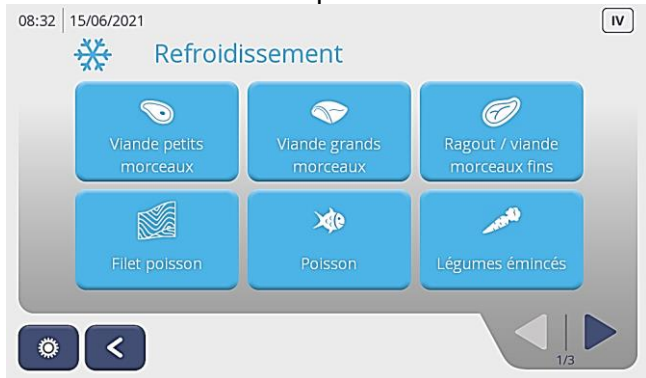 08:32 15/06/2021
IV
Refroidissement
Viande petits
morceaux
Viande grands
morceaux
Ragout / viande
morceaux fins
Filet poisson
Poisson
Légumes émincés
1/3